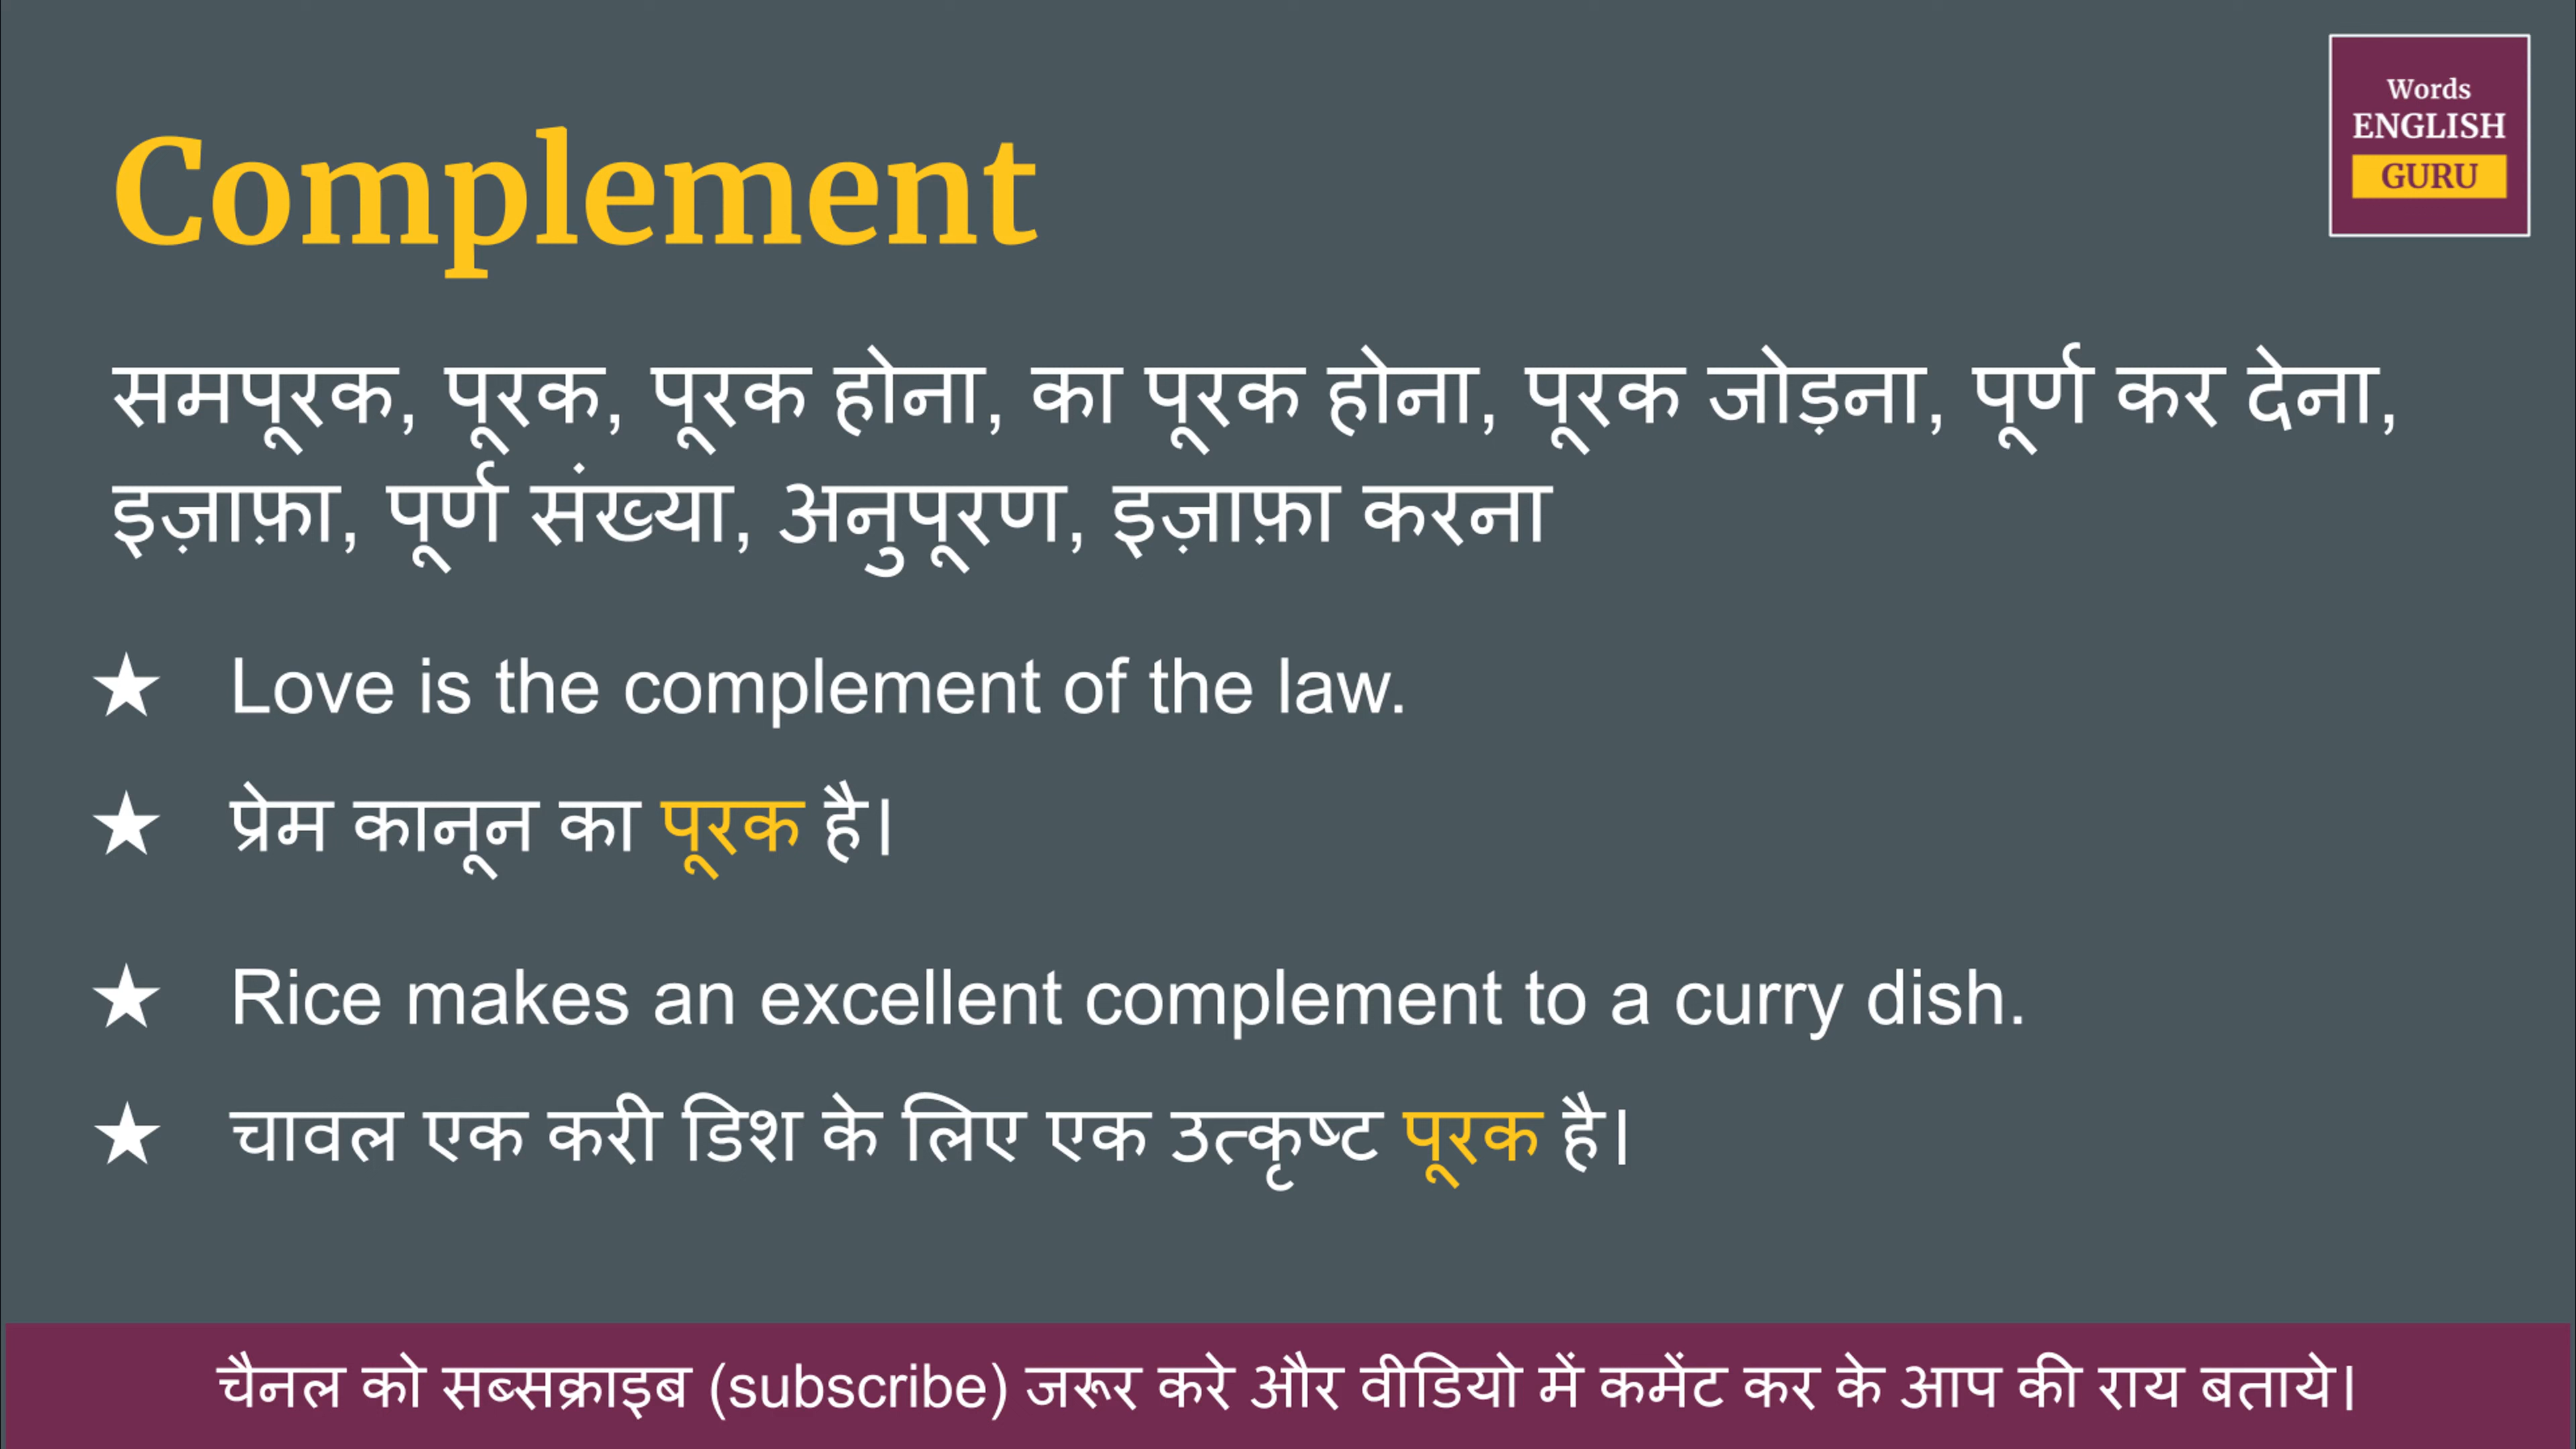 Words
ENGLISH
GURU
Complement
समपूरक, पूरक, पूरक होना, का पूरक होना, पूरक जोड़ना, पूर्ण कर देना,
इज़ाफ़ा, पूर्ण संख्या, अनुपूरण, इज़ाफ़ा करना
★ Love is the complement of the law.
★ प्रेम कानून का पूरक है।
★ Rice makes an excellent complement to a curry dish.
★ चावल एक करी डिश के लिए एक उत्कृष्ट पूरक है।
चैनल को सब्सक्राइब (subscribe) जरूर करे और वीडियो में कमेंट कर के आप की राय बताये।